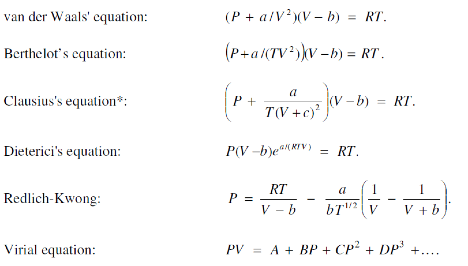 van der Waals' equation: (P + a/V²)(V − b) = RT.
Berthelot's equation: (P+a/(TV²))(V −b) = RT.
Clausius's equation*: (P + a/T(V +c)²)(V −b) = RT.
Dieterici's equation: P(V −b)e^{a/(RTV)} = RT.
Redlich-Kwong: P = RT/V − b − a/bT^{1/2} (1/V − 1/V + b).
Virial equation: PV = A + BP + CP² + DP³ +....